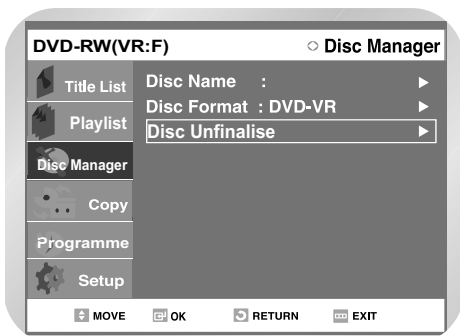 DVD-RW(VR:F) Disc Manager
Title List
Playlist
Disc Manager
Copy
Programme
Setup
Disc Name :
Disc Format : DVD-VR
Disc Unfinalise
MOVE OK RETURN EXIT